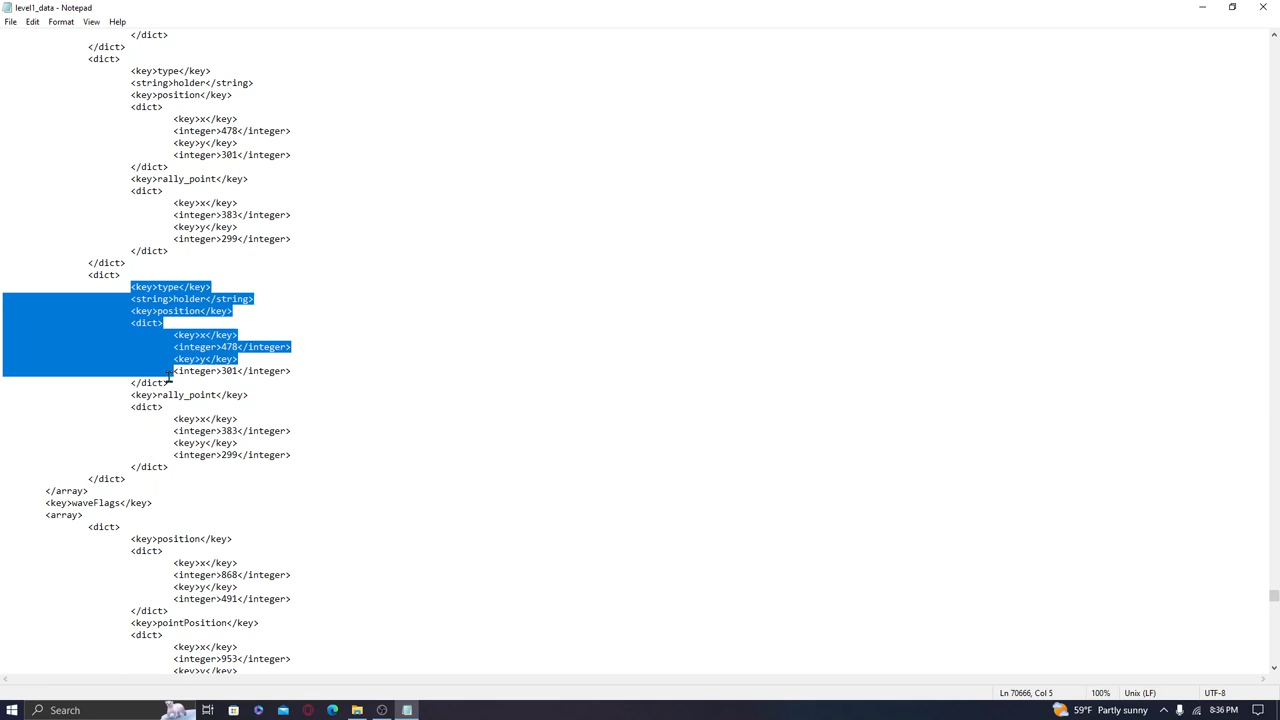 level1_data - Notepad
File Edit Format View Help
</dict>
</dict>
<dict>
<key>type</key>
<string>holder</string>
<key>position</key>
<dict>
<key>x</key>
<integer>478</integer>
<key>y</key>
<integer>301</integer>
</dict>
<key>rally_point</key>
<dict>
<key>x</key>
<integer>383</integer>
<key>y</key>
<integer>299</integer>
</dict>
</dict>
<dict>
<key>type</key>
<string>holder</string>
<key>position</key>
<dict>
<key>x</key>
<integer>478</integer>
<key>y</key>
<integer>301</integer>
</dict>
<key>rally_point</key>
<dict>
<key>x</key>
<integer>383</integer>
<key>y</key>
<integer>299</integer>
</dict>
</dict>
</array>
<key>waveFlags</key>
<array>
<dict>
<key>position</key>
<dict>
<key>x</key>
<integer>868</integer>
<key>y</key>
<integer>491</integer>
</dict>
<key>pointPosition</key>
<dict>
<key>x</key>
<integer>953</integer>
<key>y</key>
Ln 70666, Col 5 100% Unix (LF) UTF-8
Search 59°F Partly sunny 8:36 PM